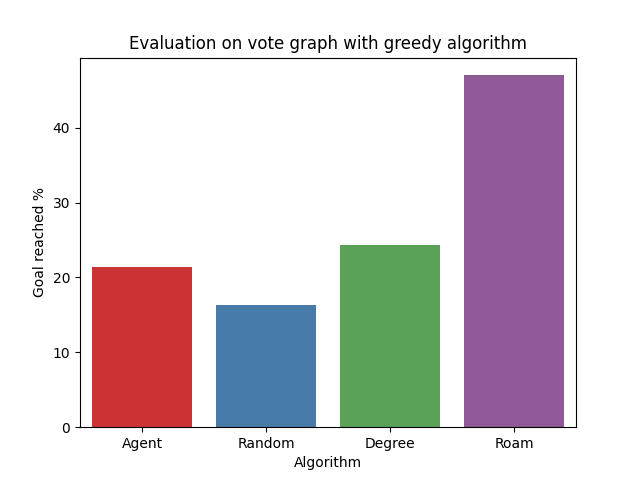 Evaluation on vote graph with greedy algorithm
Goal reached %
40
30
20
10
0
Agent Random Degree Roam
Algorithm